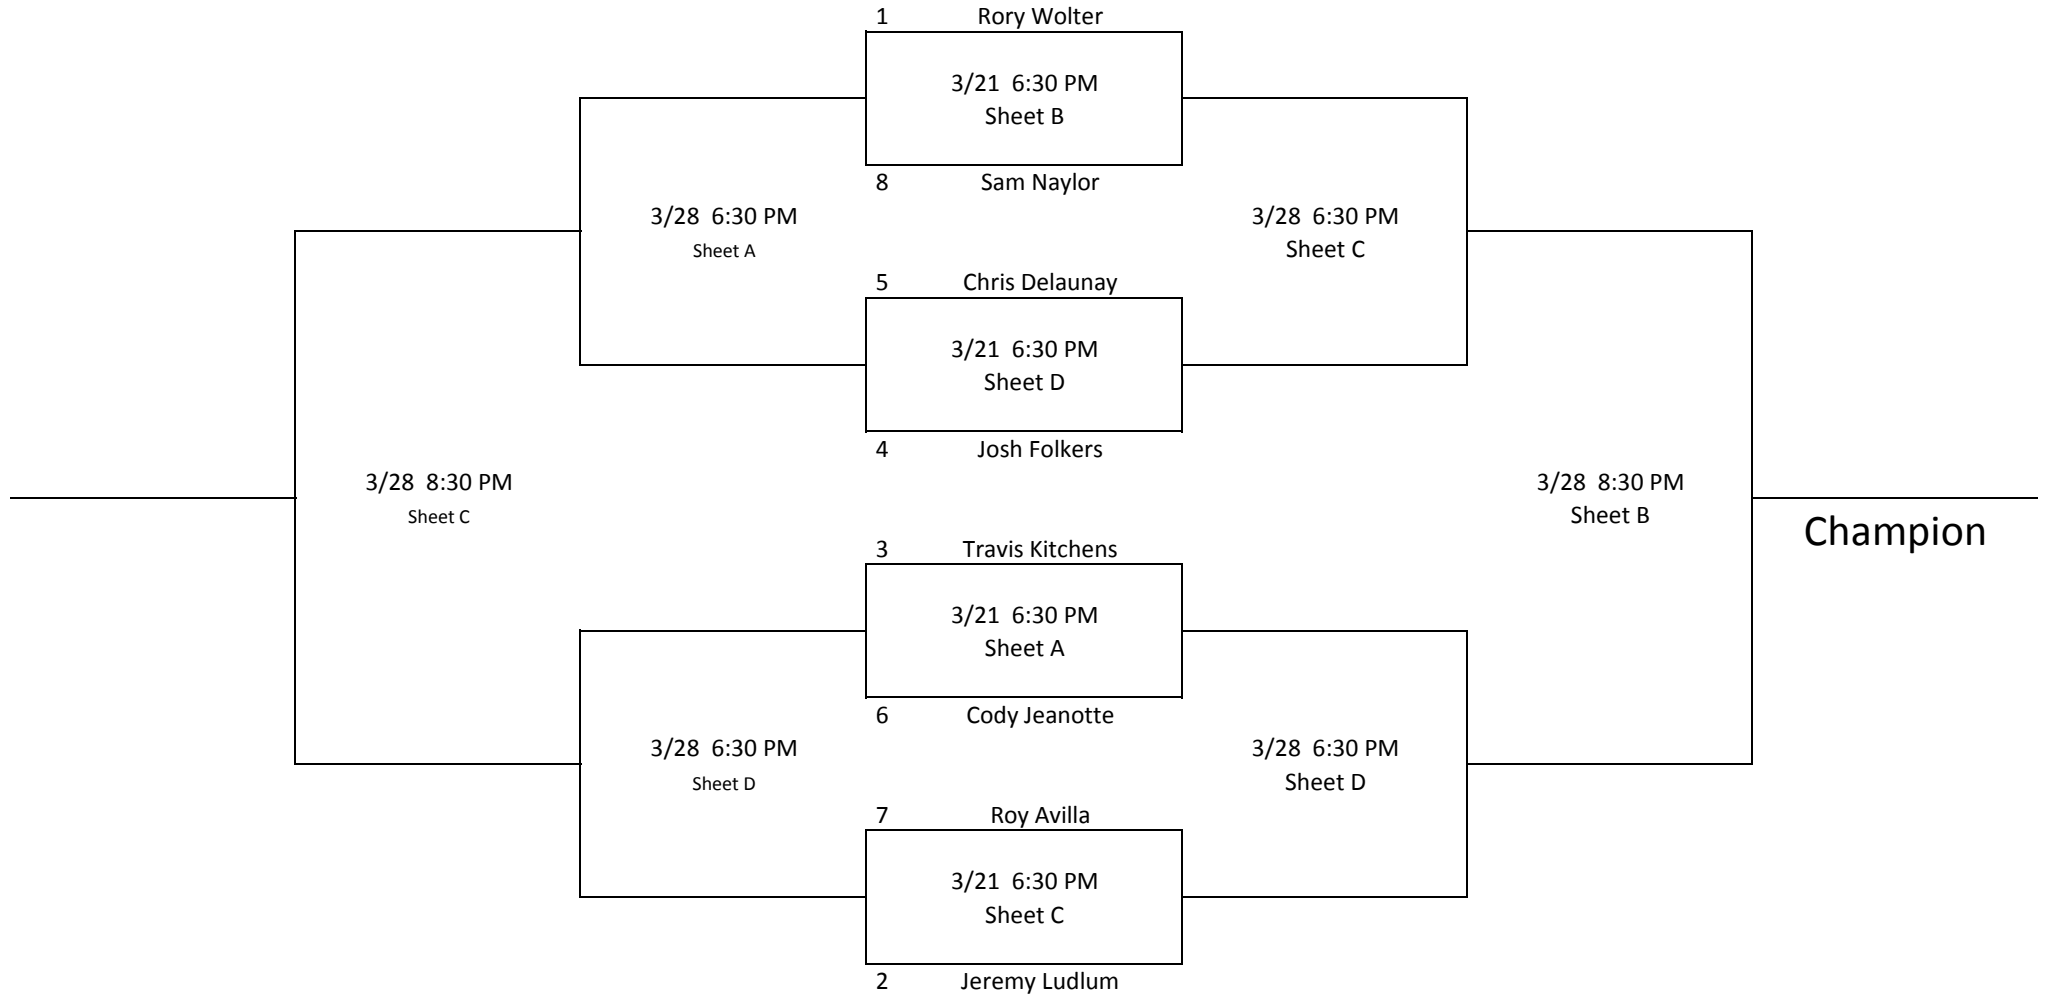 1 Rory Wolter
3/21 6:30 PM
Sheet B
8 Sam Naylor
3/28 6:30 PM
Sheet A
3/28 6:30 PM
Sheet C
5 Chris Delaunay
3/21 6:30 PM
Sheet D
4 Josh Folkers
3/28 8:30 PM
Sheet C
3/28 8:30 PM
Sheet B
Champion
3 Travis Kitchens
3/21 6:30 PM
Sheet A
6 Cody Jeanotte
3/28 6:30 PM
Sheet D
3/28 6:30 PM
Sheet D
7 Roy Avilla
3/21 6:30 PM
Sheet C
2 Jeremy Ludlum